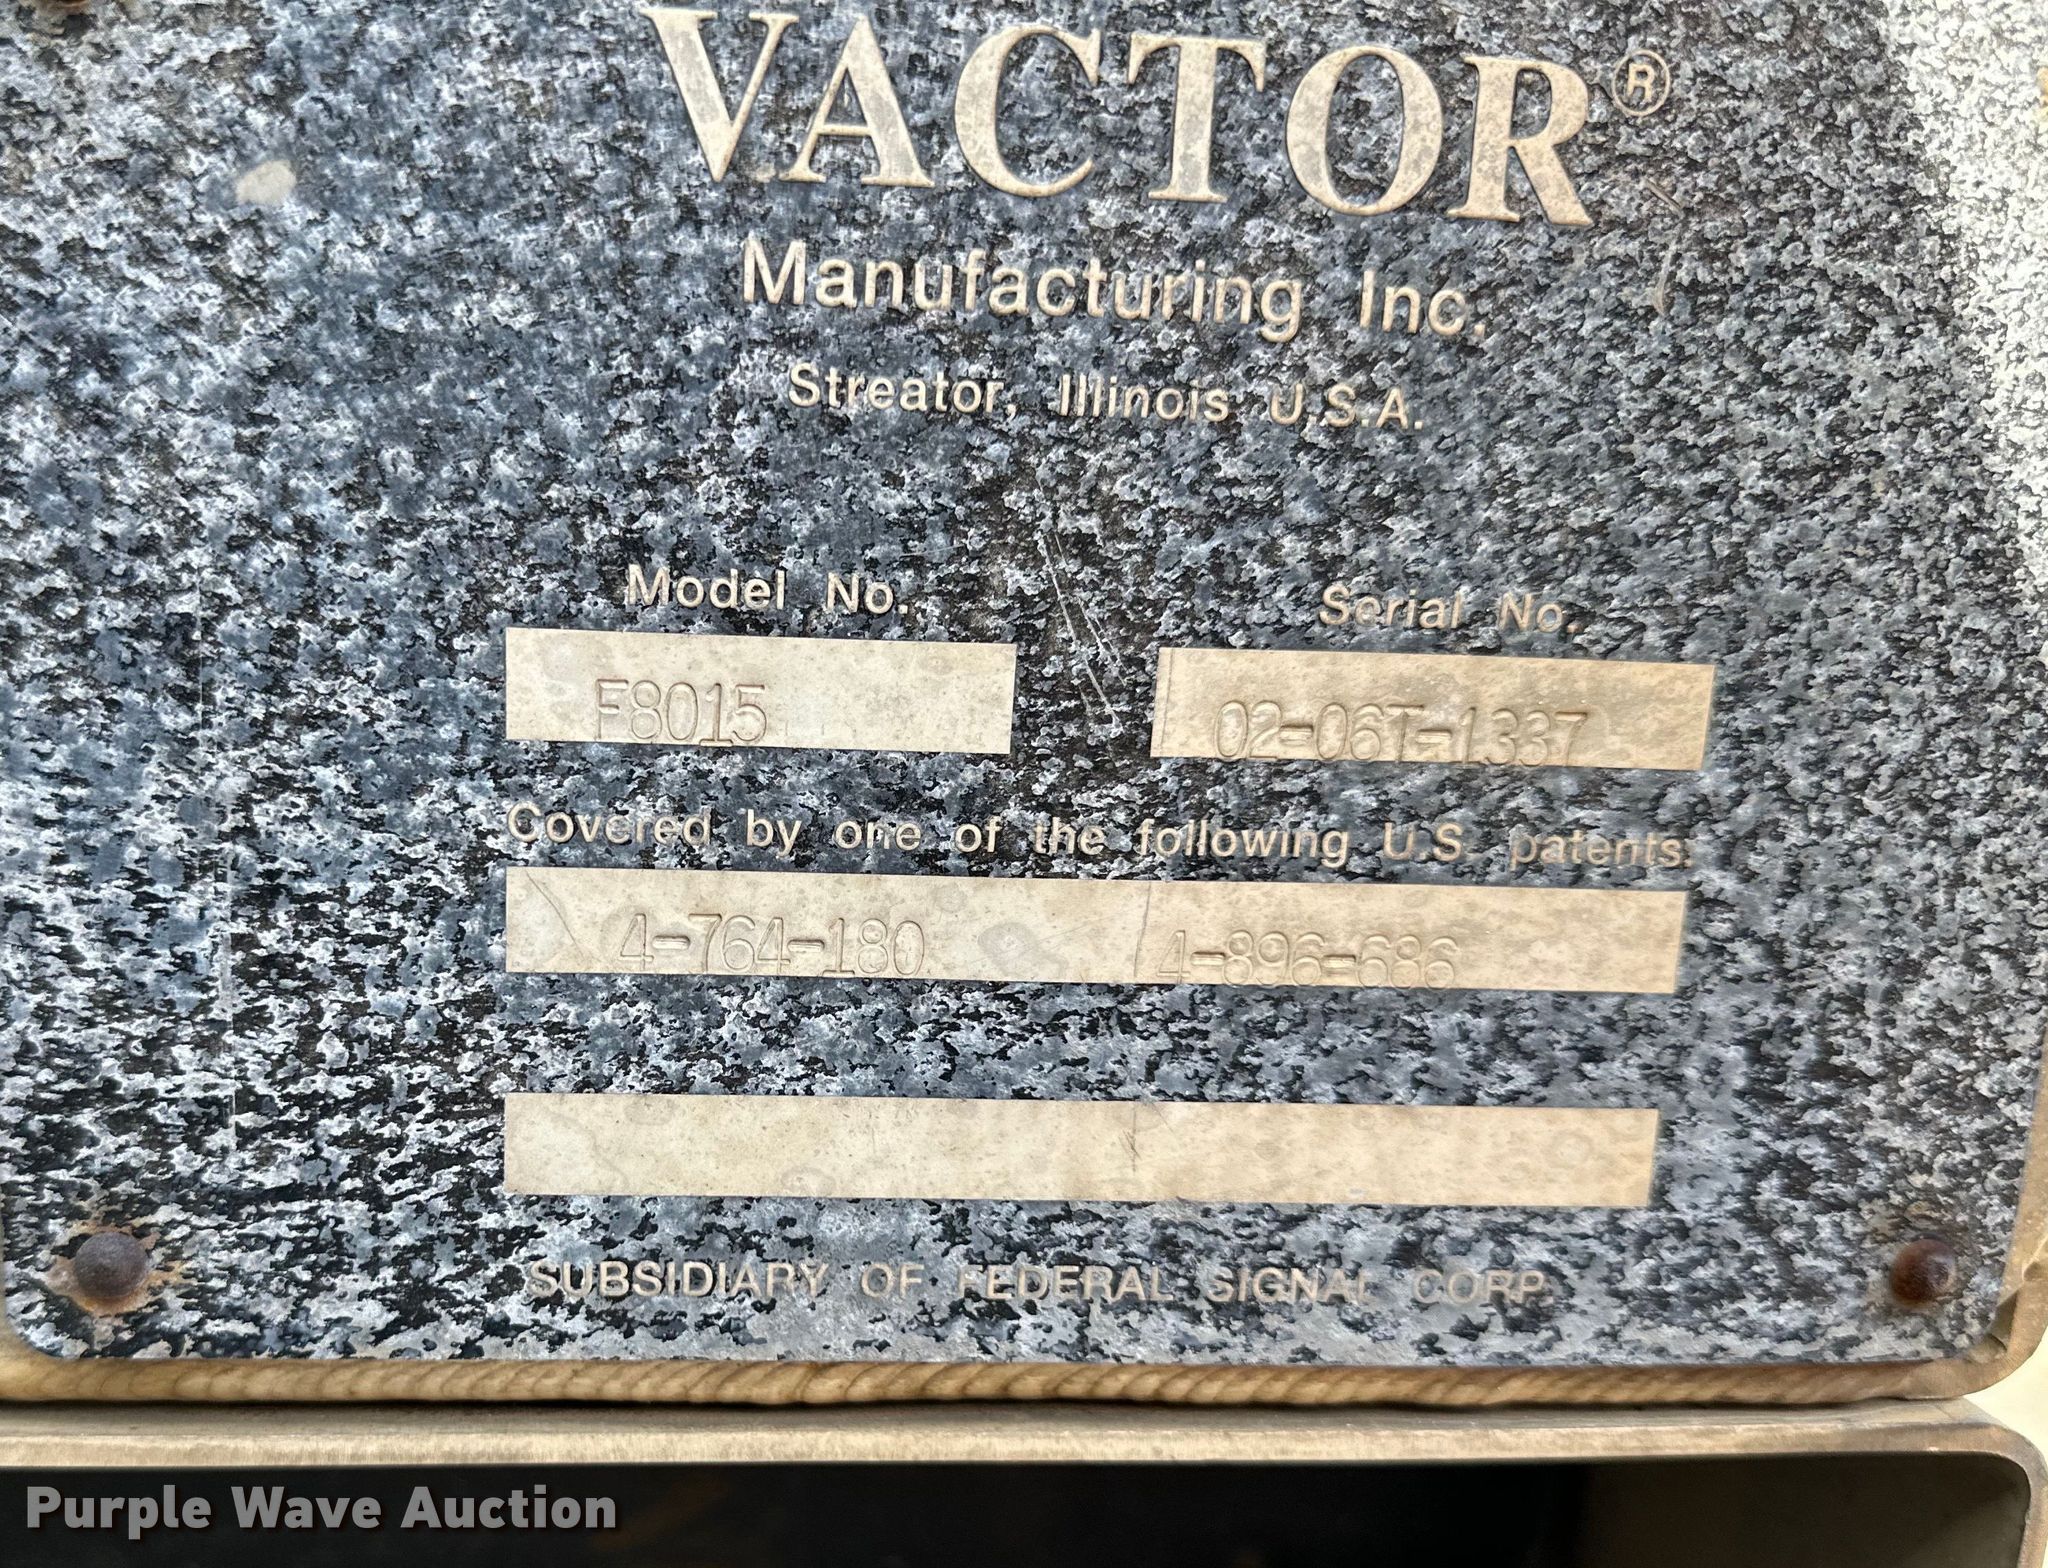 VACTOR®
Manufacturing Inc.
Streator, Illinois U.S.A.
Model No. Serial No.
F8015 02-06T-1337
Covered by one of the following U.S. patents:
4-764-180 4-896-686
SUBSIDIARY OF FEDERAL SIGNAL CORP.
Purple Wave Auction